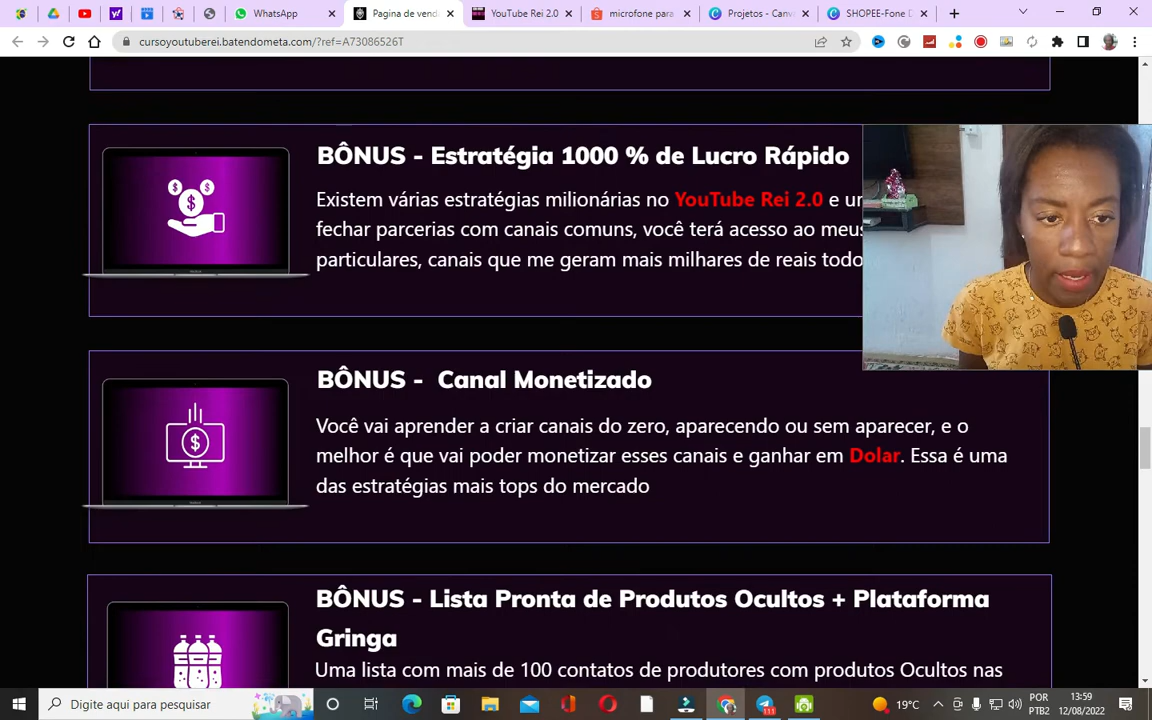 WhatsApp
Pagina de vend
YouTube Rei 2.0
microfone para
Projetos - Canv
SHOPEE-Fone D
cursoyoutuberei.batendometa.com/?ref=A73086526T
BÔNUS - Estratégia 1000 % de Lucro Rápido
Existem várias estratégias milionárias no YouTube Rei 2.0 e
fechar parcerias com canais comuns, você terá acesso ao meus
particulares, canais que me geram mais milhares de reais todo
BÔNUS - Canal Monetizado
Você vai aprender a criar canais do zero, aparecendo ou sem aparecer, e o
melhor é que vai poder monetizar esses canais e ganhar em Dolar. Essa é uma
das estratégias mais tops do mercado
BÔNUS - Lista Pronta de Produtos Ocultos + Plataforma
Gringa
Uma lista com mais de 100 contatos de produtores com produtos Ocultos nas
Digite aqui para pesquisar
19°C
POR
PTB2
13:59
12/08/2022